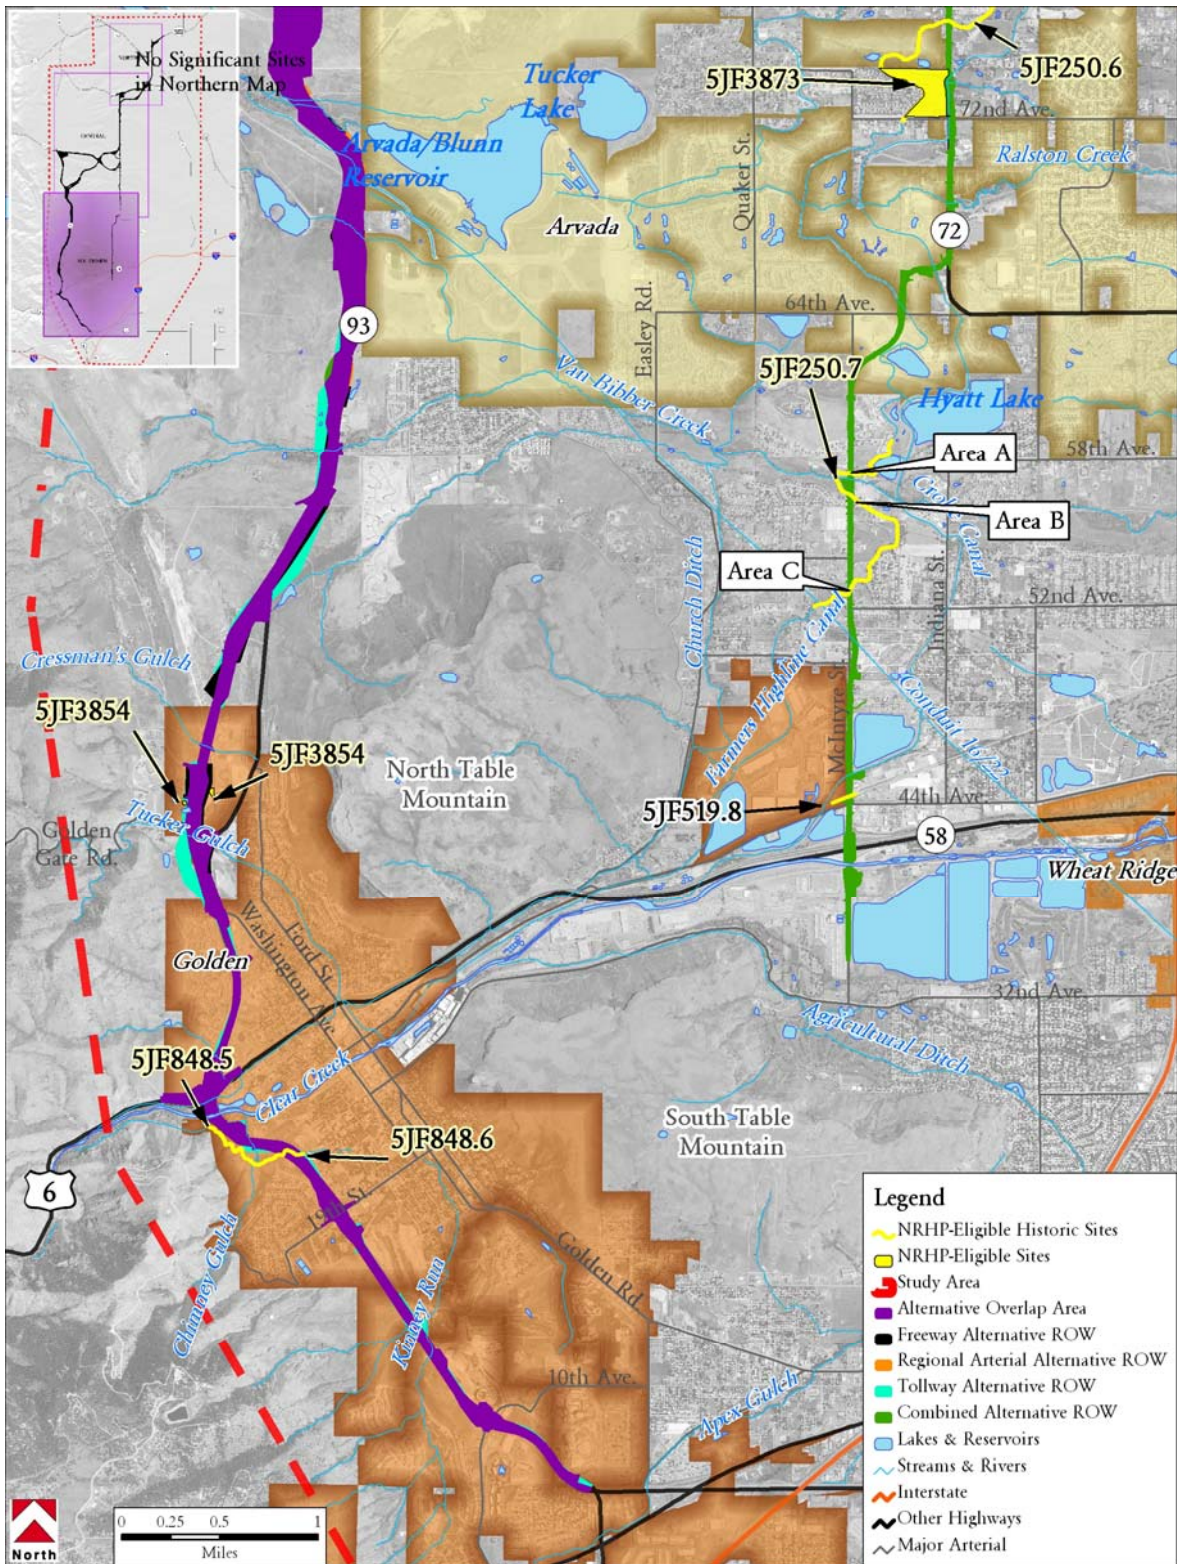 No Significant Sites
in Northern Map
Tucker
Lake
5JF3873
5JF250.6
72nd Ave.
Arvada/Blunn
Reservoir
Quaker St.
Ralston Creek
Arvada
72
Easley Rd.
64th Ave.
93
5JF250.7
Van Bibber Creek
Hyatt Lake
Area A
58th Ave.
Croke Canal
Area B
Area C
Church Ditch
Indiana St.
52nd Ave.
Farmers Highline Canal
Cressman's Gulch
McIntyre S
Conduit 16/22
5JF3854
5JF3854
North Table
Mountain
5JF519.8
44th Ave.
Tucker Gulch
Golden
Gate Rd.
58
Wheat Ridge
Ford St.
Washington Ave.
Golden
32nd Ave.
Agricultural Ditch
5JF848.5
Clear Creek
South Table
Mountain
5JF848.6
6
19th St.
Chimney Gulch
Golden Rd.
Kinney Run
10th Ave.
Apex Gulch
Legend
NRHP-Eligible Historic Sites
NRHP-Eligible Sites
Study Area
Alternative Overlap Area
Freeway Alternative ROW
Regional Arterial Alternative ROW
Tollway Alternative ROW
Combined Alternative ROW
Lakes & Reservoirs
Streams & Rivers
Interstate
Other Highways
Major Arterial
North
0 0.25 0.5 1
Miles